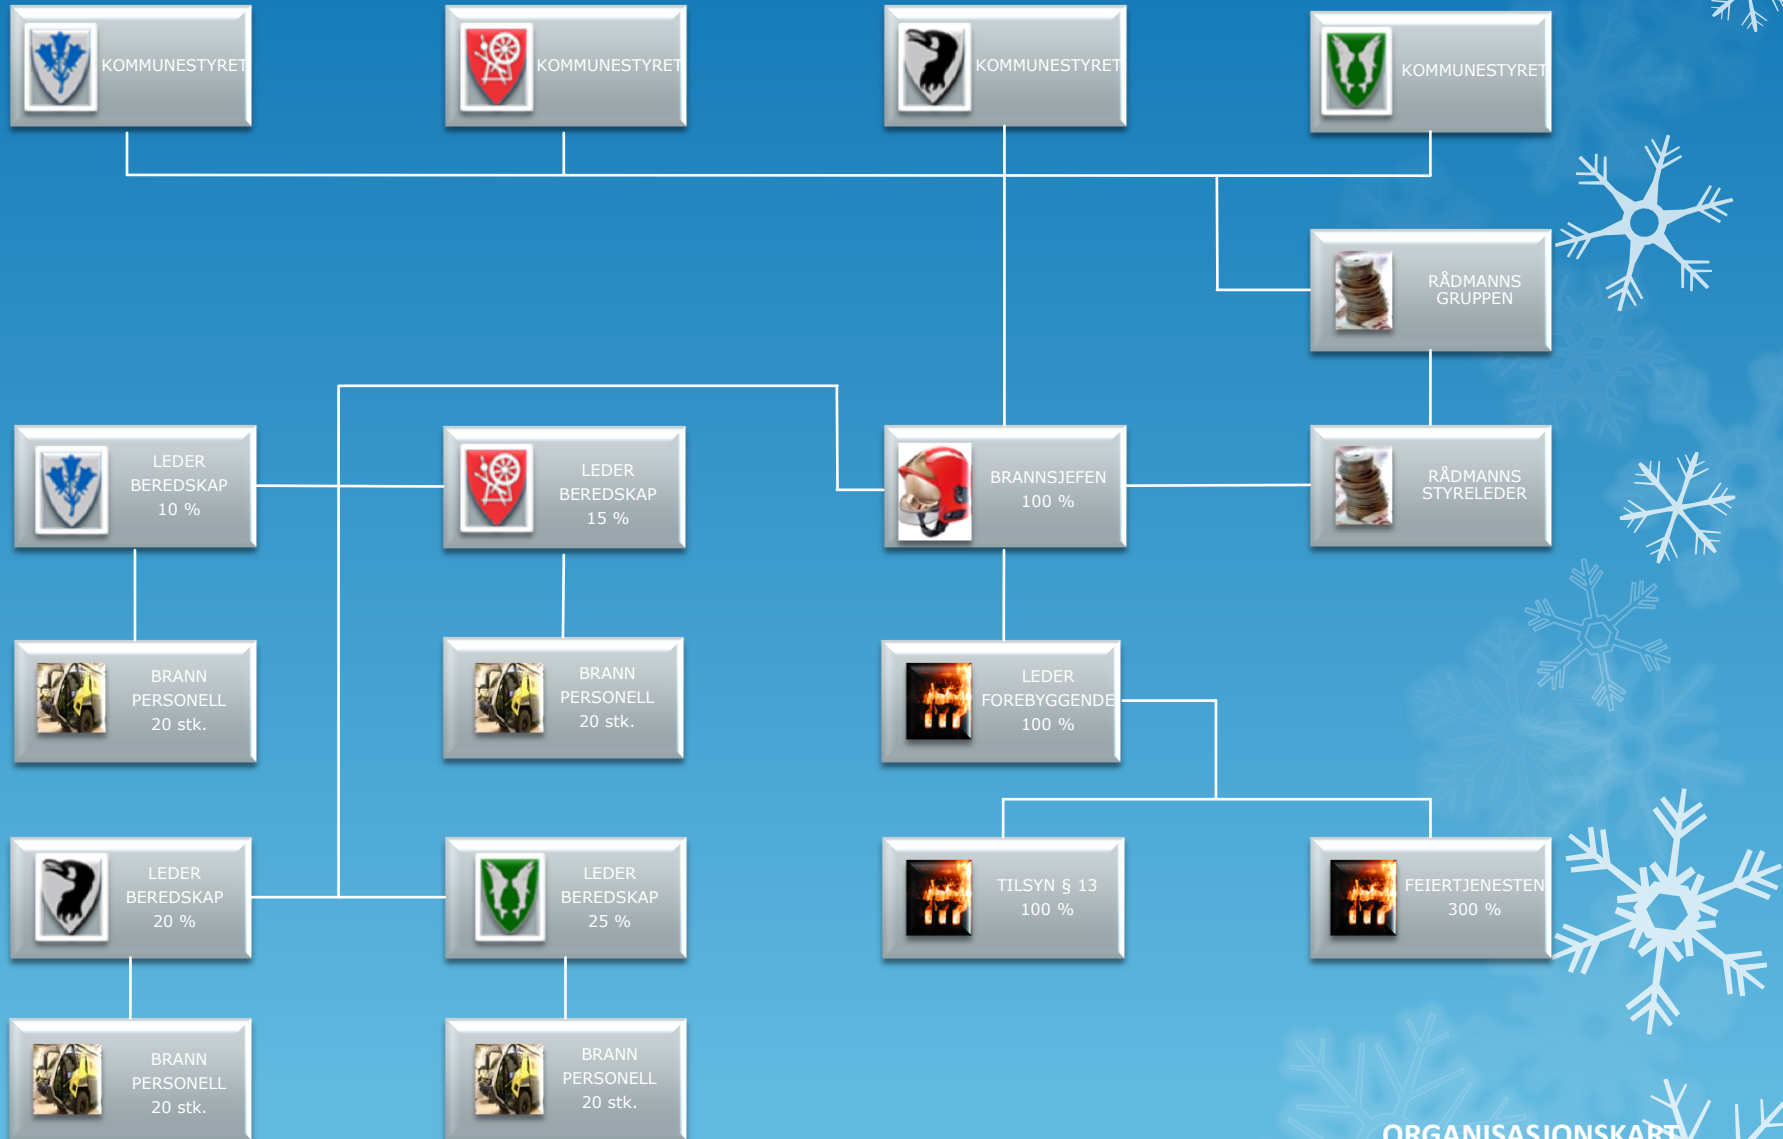 KOMMUNESTYRET
KOMMUNESTYRET
KOMMUNESTYRET
KOMMUNESTYRET
RÅDMANNS
GRUPPEN
LEDER
BEREDSKAP
10 %
LEDER
BEREDSKAP
15 %
BRANNSJEFEN
100 %
RÅDMANNS
STYRELEDER
BRANN
PERSONELL
20 stk.
BRANN
PERSONELL
20 stk.
LEDER
FOREBYGGENDE
100 %
LEDER
BEREDSKAP
20 %
LEDER
BEREDSKAP
25 %
TILSYN § 13
100 %
FEIERTJENESTEN
300 %
BRANN
PERSONELL
20 stk.
BRANN
PERSONELL
20 stk.
ORGANISASJONSKART